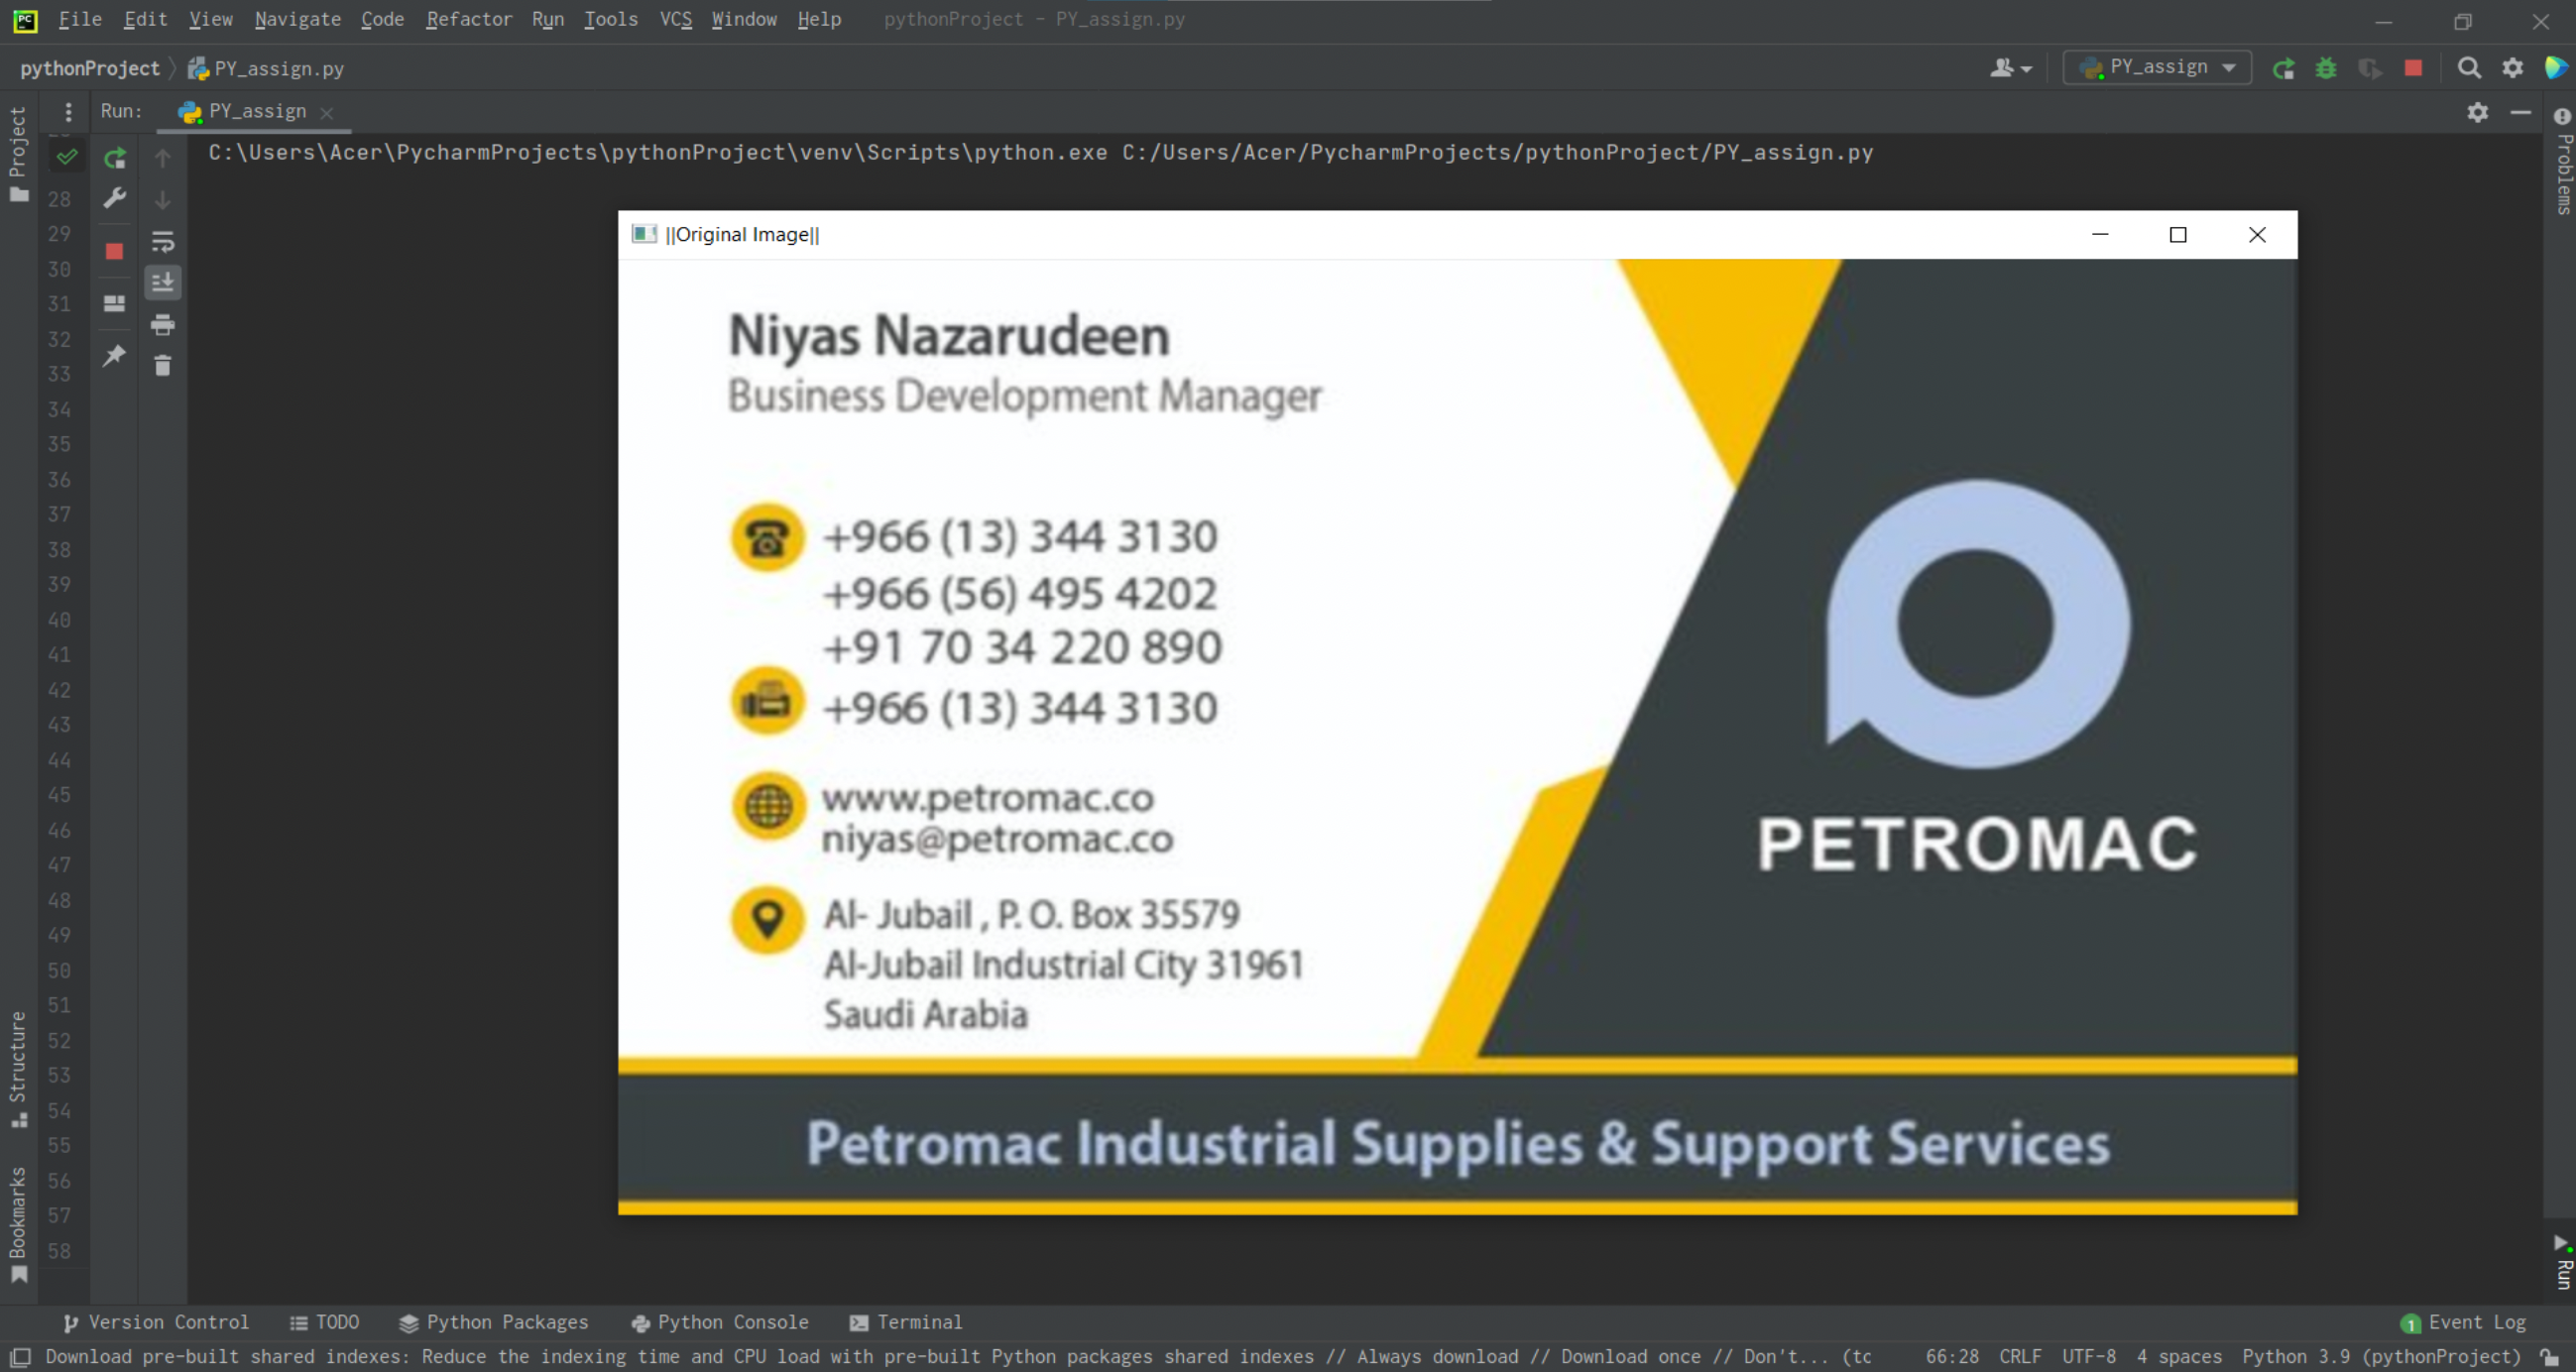 File Edit View Navigate Code Refactor Run Tools VCS Window Help pythonProject - PY_assign.py
pythonProject PY_assign.py PY_assign
Run: PY_assign
Project
Problems
C:\Users\Acer\PycharmProjects\pythonProject\venv\Scripts\python.exe C:/Users/Acer/PycharmProjects/pythonProject/PY_assign.py
28
29
30
31
32
33
34
35
36
37
38
39
40
41
42
43
44
45
46
47
48
49
50
51
52
53
54
55
56
57
58
||Original Image||
Niyas Nazarudeen
Business Development Manager
+966 (13) 344 3130
+966 (56) 495 4202
+91 70 34 220 890
+966 (13) 344 3130
www.petromac.co
niyas@petromac.co
Al- Jubail , P. O. Box 35579
Al-Jubail Industrial City 31961
Saudi Arabia
PETROMAC
Petromac Industrial Supplies & Support Services
Structure
Bookmarks
Run
Version Control TODO Python Packages Python Console Terminal 1 Event Log
Download pre-built shared indexes: Reduce the indexing time and CPU load with pre-built Python packages shared indexes // Always download // Download once // Don't... (tc 66:28 CRLF UTF-8 4 spaces Python 3.9 (pythonProject)